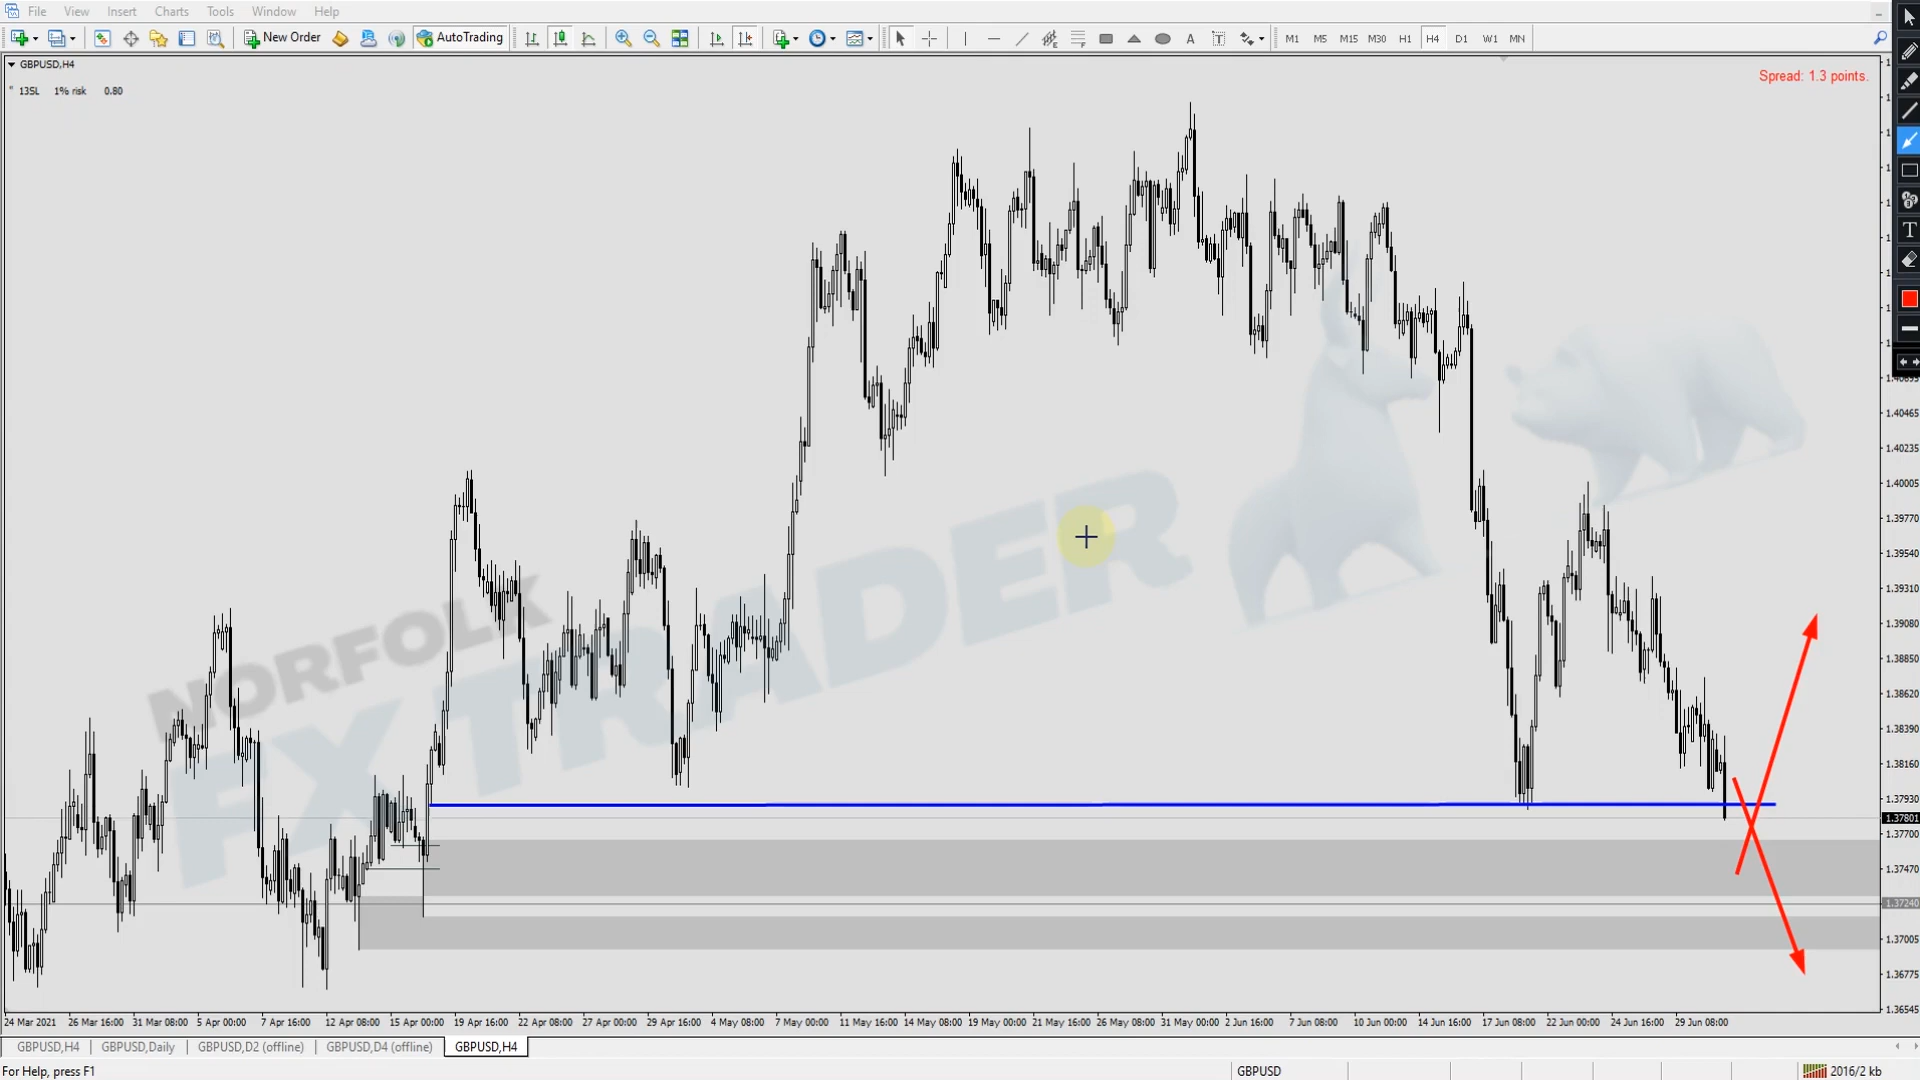 File View Insert Charts Tools Window Help
New Order AutoTrading A T M1 M5 M15 M30 H1 H4 D1 W1 MN
GBPUSD,H4
Spread: 1.3 points.
13SL 1% risk 0.80
NORFOLK
FX TRADER
1.40465
1.40235
1.40005
1.39770
1.39540
1.39310
1.39080
1.38850
1.38620
1.38390
1.38160
1.37930
1.37801
1.37700
1.37470
1.37240
1.37005
1.36775
1.36545
24 Mar 2021 26 Mar 16:00 31 Mar 08:00 5 Apr 00:00 7 Apr 16:00 12 Apr 08:00 15 Apr 00:00 19 Apr 16:00 22 Apr 08:00 27 Apr 00:00 29 Apr 16:00 4 May 08:00 7 May 00:00 11 May 16:00 14 May 08:00 19 May 00:00 21 May 16:00 26 May 08:00 31 May 00:00 2 Jun 16:00 7 Jun 08:00 10 Jun 00:00 14 Jun 16:00 17 Jun 08:00 22 Jun 00:00 24 Jun 16:00 29 Jun 08:00
GBPUSD,H4 GBPUSD,Daily GBPUSD,D2 (offline) GBPUSD,D4 (offline) GBPUSD,H4
For Help, press F1 GBPUSD 2016/2 kb